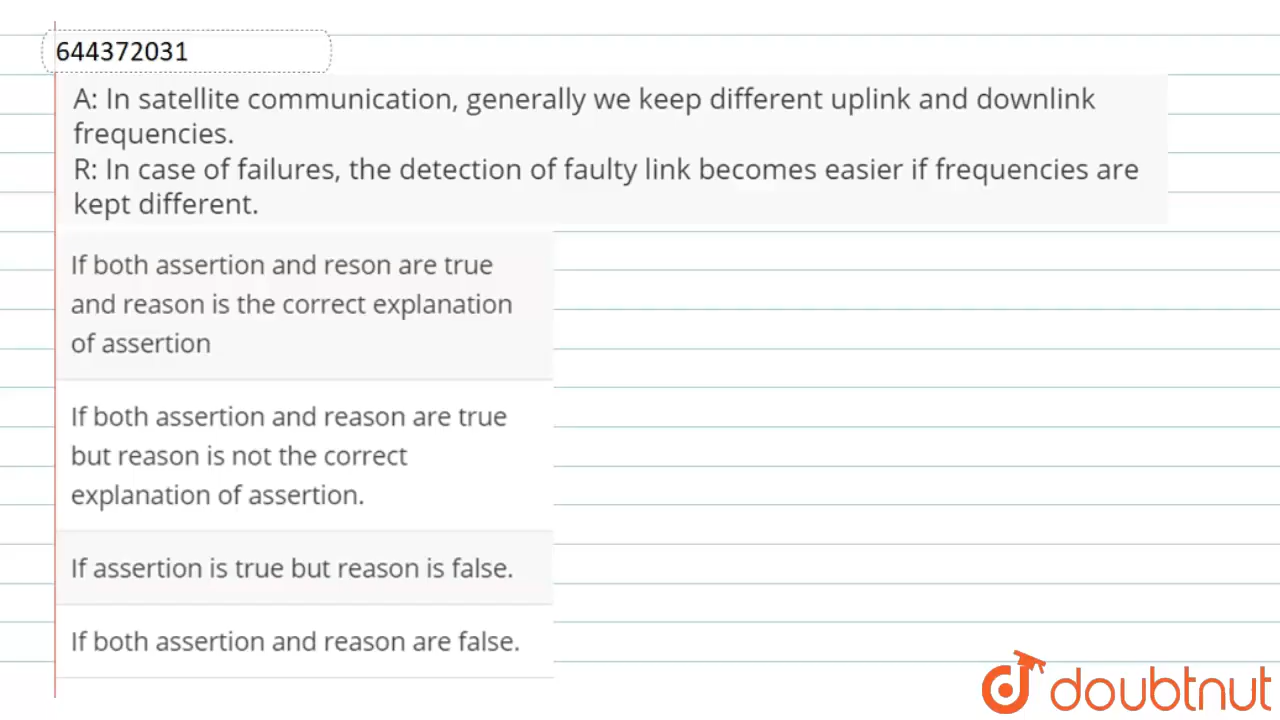 644372031
A: In satellite communication, generally we keep different uplink and downlink
frequencies.
R: In case of failures, the detection of faulty link becomes easier if frequencies are
kept different.
If both assertion and reson are true
and reason is the correct explanation
of assertion
If both assertion and reason are true
but reason is not the correct
explanation of assertion.
If assertion is true but reason is false.
If both assertion and reason are false.
doubtnut